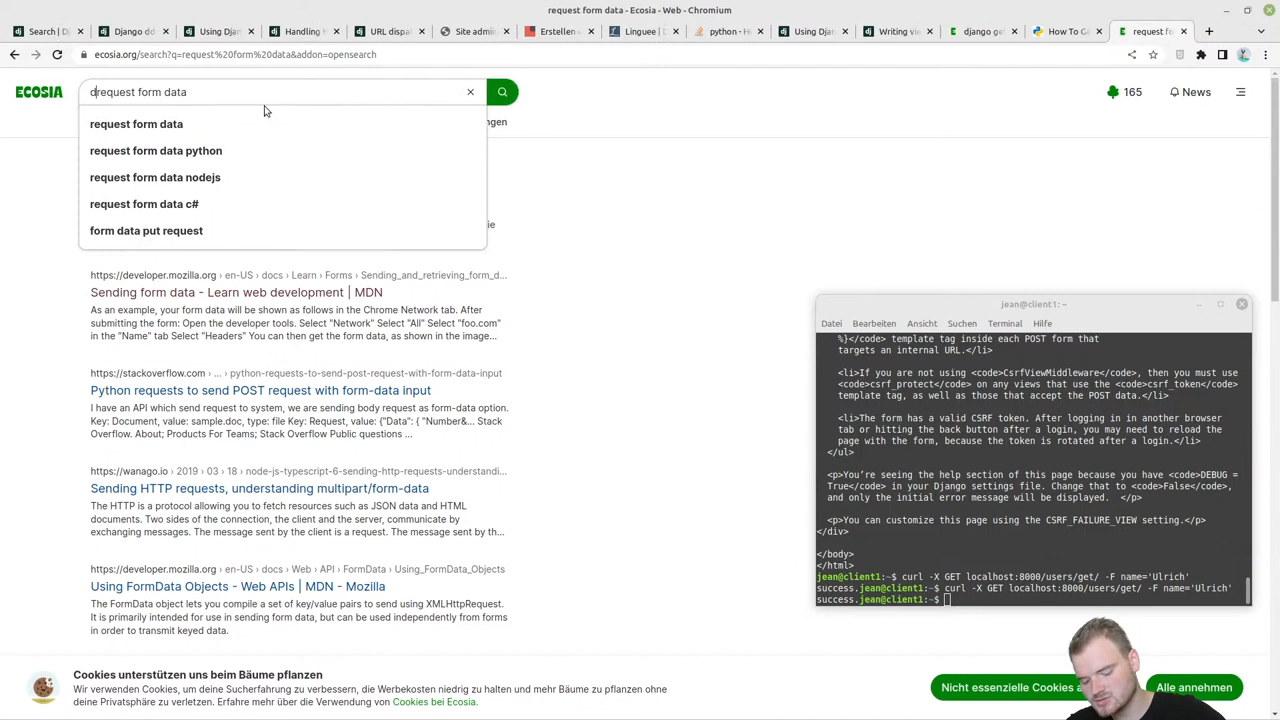 request form data - Ecosia - Web - Chromium
Search | Dj
Django do
Using Djan
Handling H
URL dispat
Site admin
Erstellen v
Linguee | D
python - H
Using Djan
Writing vie
django get
How To Ge
request fo
ecosia.org/search?q=request%20form%20data&addon=opensearch
ECOSIA
drequest form data
165
News
ngen
request form data
request form data python
request form data nodejs
request form data c#
form data put request
ie
https://developer.mozilla.org › en-US › docs › Learn › Forms › Sending_and_retrieving_form_d...
Sending form data - Learn web development | MDN
As an example, your form data will be shown as follows in the Chrome Network tab. After
submitting the form: Open the developer tools. Select "Network" Select "All" Select "foo.com"
in the "Name" tab Select "Headers" You can then get the form data, as shown in the image...
https://stackoverflow.com › ... › python-requests-to-send-post-request-with-form-data-input
Python requests to send POST request with form-data input
I have an API which send request to system, we are sending body request as form-data option.
Key: Document, value: sample.doc, type: file Key: Request, value: {"Data": { "Number&... Stack
Overflow. About; Products For Teams; Stack Overflow Public questions ...
https://wanago.io › 2019 › 03 › 18 › node-js-typescript-6-sending-http-requests-understandi...
Sending HTTP requests, understanding multipart/form-data
The HTTP is a protocol allowing you to fetch resources such as JSON data and HTML
documents. Two sides of the connection, the client and the server, communicate by
exchanging messages. The message sent by the client is a request. The message sent by th...
https://developer.mozilla.org › en-US › docs › Web › API › FormData › Using_FormData_Objects
Using FormData Objects - Web APIs | MDN - Mozilla
The FormData object lets you compile a set of key/value pairs to send using XMLHttpRequest.
It is primarily intended for use in sending form data, but can be used independently from forms
in order to transmit keyed data.
jean@client1: ~
Datei Bearbeiten Ansicht Suchen Terminal Hilfe
%}</code> template tag inside each POST form that
targets an internal URL.</li>
<li>If you are not using <code>CsrfViewMiddleware</code>, then you must use
<code>csrf_protect</code> on any views that use the <code>csrf_token</code>
template tag, as well as those that accept the POST data.</li>
<li>The form has a valid CSRF token. After logging in in another browser
tab or hitting the back button after a login, you may need to reload the
page with the form, because the token is rotated after a login.</li>
</ul>
<p>You're seeing the help section of this page because you have <code>DEBUG =
True</code> in your Django settings file. Change that to <code>False</code>,
and only the initial error message will be displayed.  </p>
<p>You can customize this page using the CSRF_FAILURE_VIEW setting.</p>
</div>
</body>
</html>
jean@client1:~$ curl -X GET localhost:8000/users/get/ -F name='Ulrich'
success.jean@client1:~$ curl -X GET localhost:8000/users/get/ -F name='Ulrich'
success.jean@client1:~$
Cookies unterstützen uns beim Bäume pflanzen
Wir verwenden Cookies, um deine Sucherfahrung zu verbessern, die Werbekosten niedrig zu halten und mehr Bäume zu pflanzen ohne
deine Privatsphäre zu verletzen. Erfahre mehr über die Verwendung von Cookies bei Ecosia.
Nicht essenzielle Cookies a
Alle annehmen